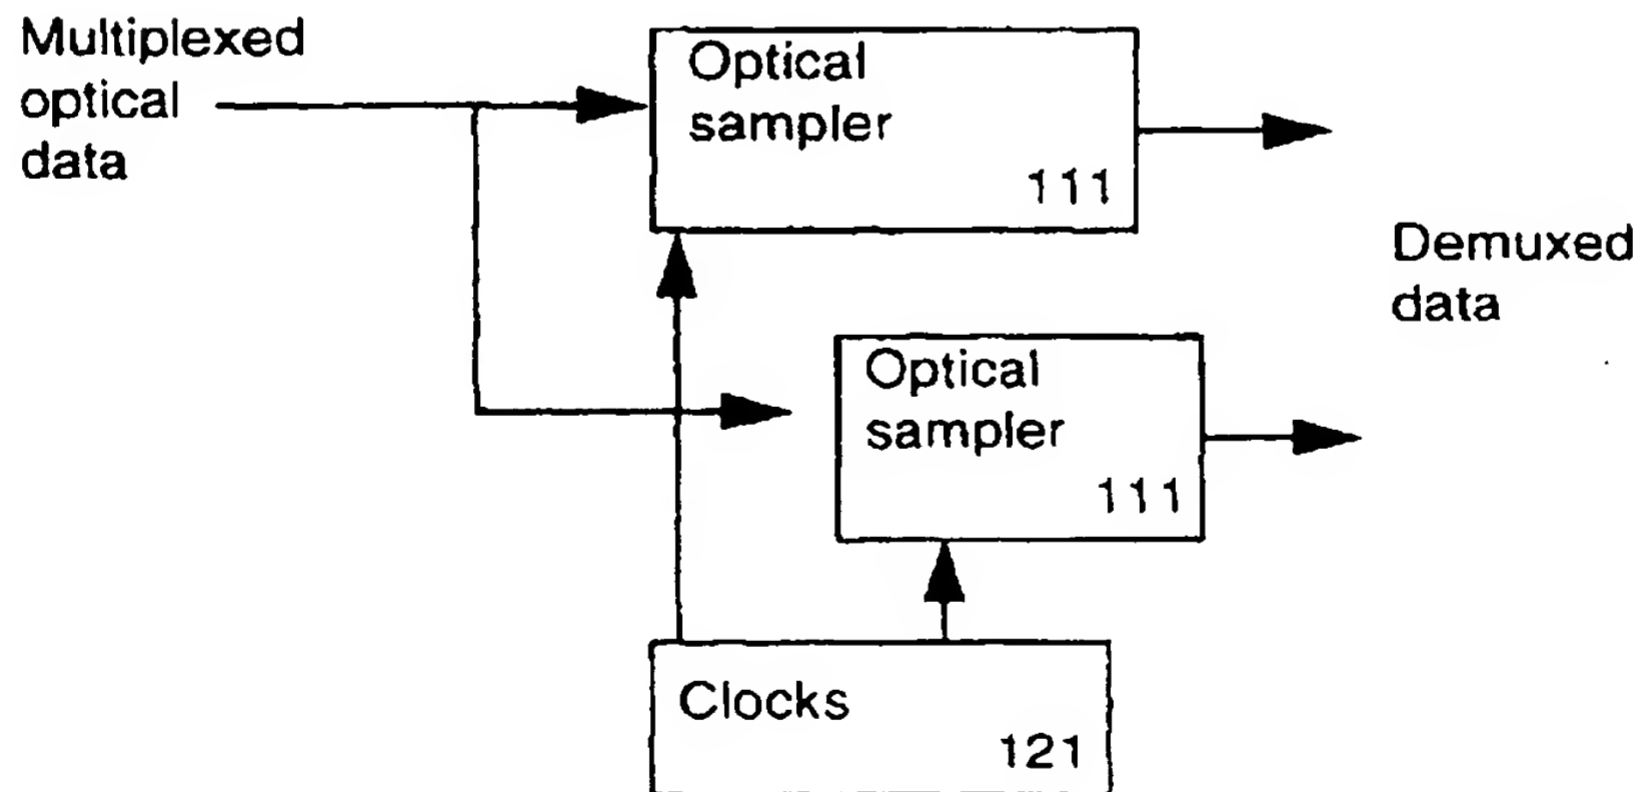 Multiplexed
optical
data
Optical
sampler
111
Demuxed
data
Optical
sampler
111
Clocks
121